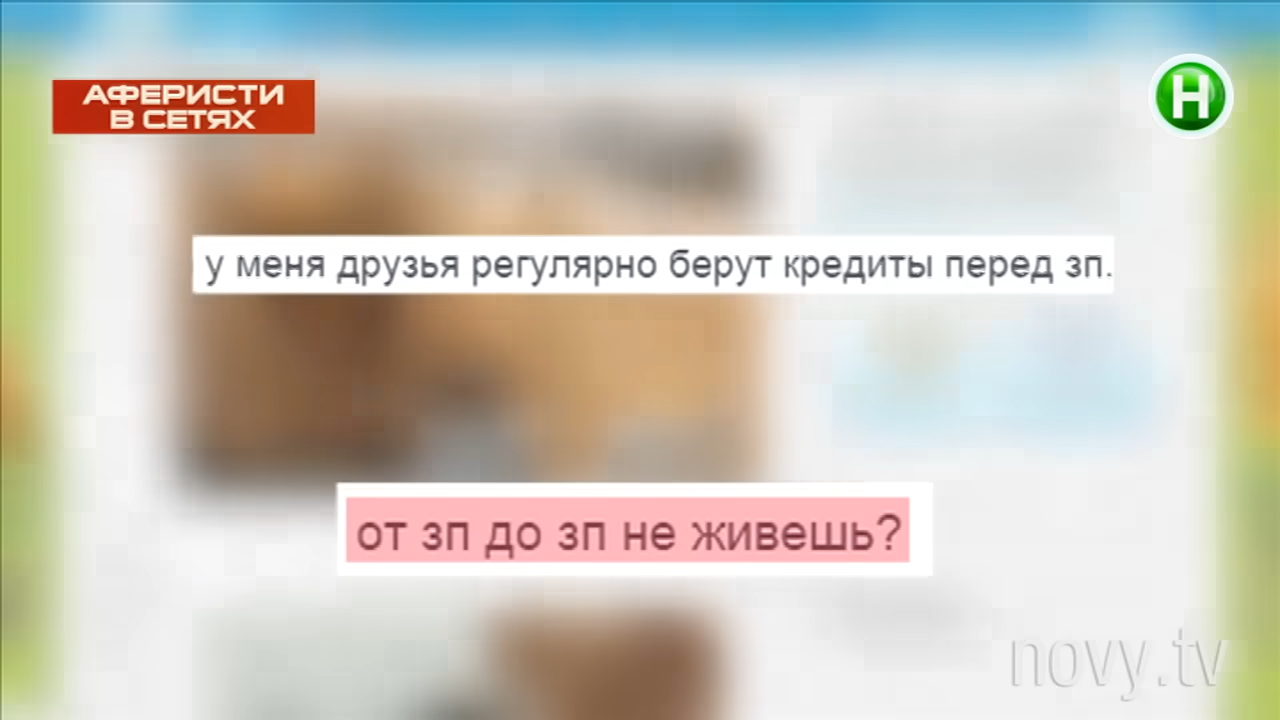 АФЕРИСТИ
В СЕТЯХ
Н
у меня друзья регулярно берут кредиты перед зп.
от зп до зп не живешь?
novy.tv